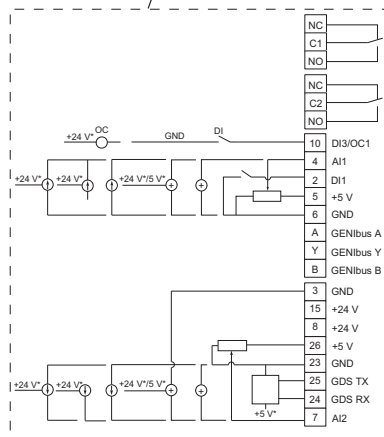 NC
C1
NO
NC
C2
NO
+24 V* OC GND DI 10 DI3/OC1
4 AI1
+24 V* +24 V* +24 V*/5 V* 2 DI1
5 +5 V
6 GND
A GENIbus A
Y GENIbus Y
B GENIbus B
3 GND
15 +24 V
8 +24 V
26 +5 V
23 GND
+24 V* +24 V* +24 V*/5 V* 25 GDS TX
24 GDS RX
+5 V* 7 AI2